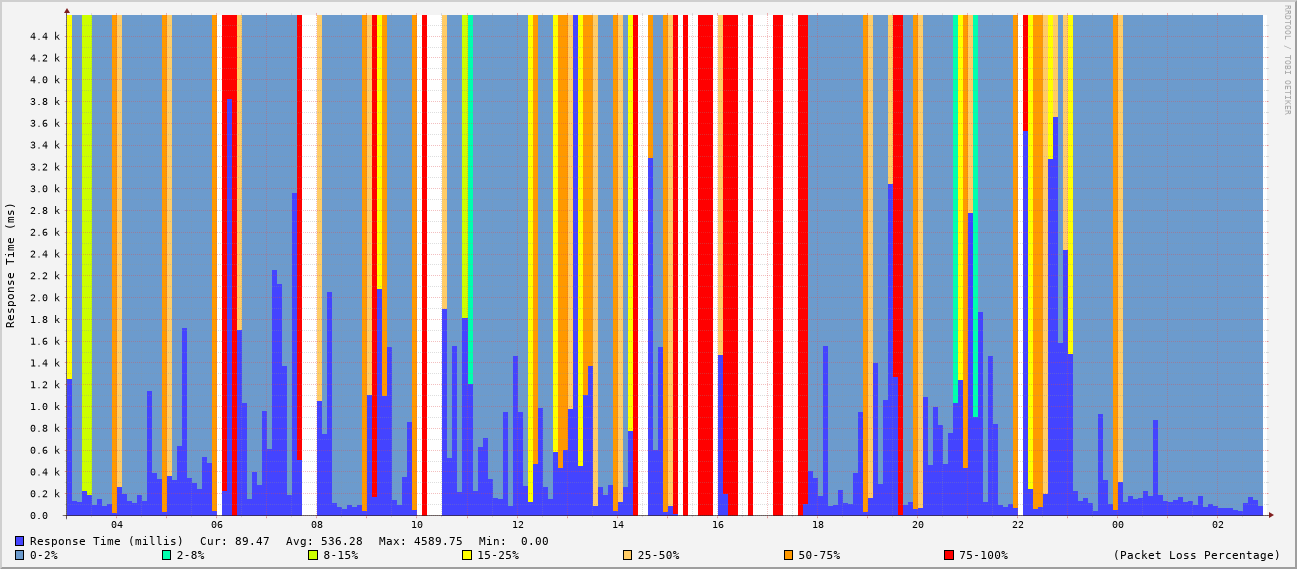 RRDTOOL / TOBI OETIKER
Response Time (ms)
4.4 k
4.2 k
4.0 k
3.8 k
3.6 k
3.4 k
3.2 k
3.0 k
2.8 k
2.6 k
2.4 k
2.2 k
2.0 k
1.8 k
1.6 k
1.4 k
1.2 k
1.0 k
0.8 k
0.6 k
0.4 k
0.2 k
0.0
04 06 08 10 12 14 16 18 20 22 00 02
Response Time (millis) Cur: 89.47 Avg: 536.28 Max: 4589.75 Min: 0.00
0-2% 2-8% 8-15% 15-25% 25-50% 50-75% 75-100% (Packet Loss Percentage)